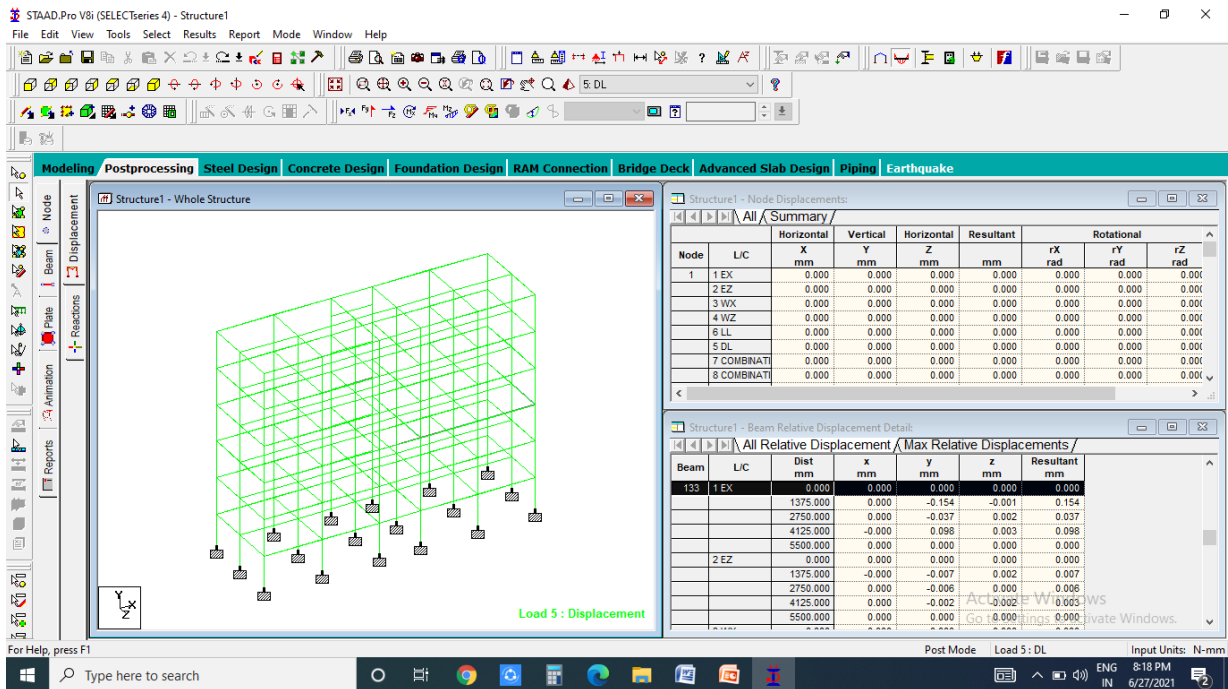 STAAD.Pro V8i (SELECTseries 4) - Structure1
File Edit View Tools Select Results Report Mode Window Help
5: DL
Modeling Postprocessing Steel Design Concrete Design Foundation Design RAM Connection Bridge Deck Advanced Slab Design Piping Earthquake
Node
Beam
Plate
Animation
Reports
Displacement
Reactions
Structure1 - Whole Structure
Y
X
Z
Load 5 : Displacement
Structure1 - Node Displacements:
All Summary
Horizontal Vertical Horizontal Resultant Rotational
Node L/C X mm Y mm Z mm mm rX rad rY rad rZ rad
1 1 EX 0.000 0.000 0.000 0.000 0.000 0.000 0.000
2 EZ 0.000 0.000 0.000 0.000 0.000 0.000 0.000
3 WX 0.000 0.000 0.000 0.000 0.000 0.000 0.000
4 WZ 0.000 0.000 0.000 0.000 0.000 0.000 0.000
6 LL 0.000 0.000 0.000 0.000 0.000 0.000 0.000
5 DL 0.000 0.000 0.000 0.000 0.000 0.000 0.000
7 COMBINATI 0.000 0.000 0.000 0.000 0.000 0.000 0.000
8 COMBINATI 0.000 0.000 0.000 0.000 0.000 0.000 0.000
Structure1 - Beam Relative Displacement Detail:
All Relative Displacement Max Relative Displacements
Beam L/C Dist mm x mm y mm z mm Resultant mm
133 1 EX 0.000 0.000 0.000 0.000 0.000
1375.000 0.000 -0.154 -0.001 0.154
2750.000 0.000 -0.037 0.002 0.037
4125.000 -0.000 0.098 0.003 0.098
5500.000 0.000 0.000 0.000 0.000
2 EZ 0.000 0.000 0.000 0.000 0.000
1375.000 -0.000 -0.007 0.002 0.007
2750.000 0.000 -0.006 0.000 0.006
4125.000 0.000 -0.002 -0.002 0.003
5500.000 0.000 0.000 0.000 0.000
Activate Windows
Go to Settings to activate Windows.
For Help, press F1 Post Mode Load 5 : DL Input Units: N-mm
Type here to search
ENG
IN
8:18 PM
6/27/2021
2